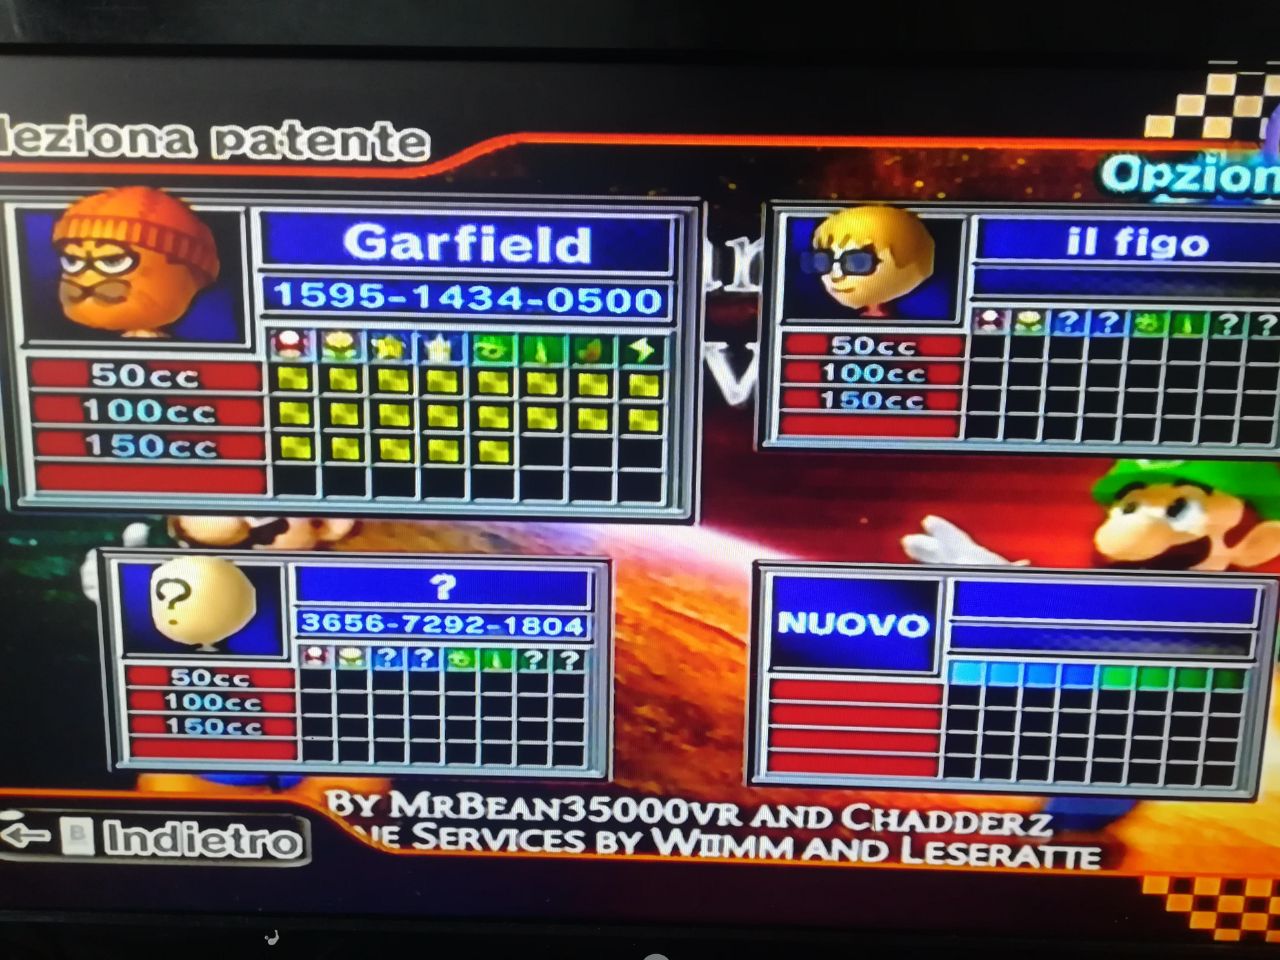 leziona patente
Opzion
Garfield
1595-1434-0500
50cc
100cc
150cc
il figo
50cc
100cc
150cc
?
3656-7292-1804
50cc
100cc
150cc
NUOVO
BY MRBEAN35000VR AND CHADDERZ
NE SERVICES BY WIIMM AND LESERATTE
B Indietro